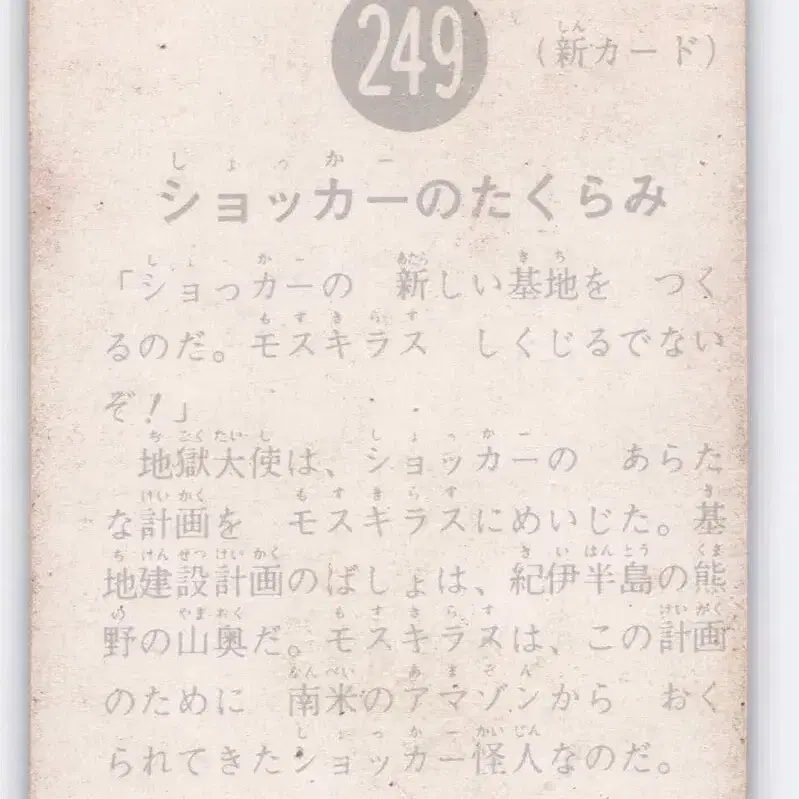 249
(新カード)
ショッカーのたくらみ
「ショっカーの 新しい基地を つく
るのだ。モスキラス しくじるでない
ぞ!」
地獄大使は、ショッカーの あらた
な計画を モスキラスにめいじた。基
地建設計画のばしょは、紀伊半島の熊
野の山奥だ。モスキラスは、この計画
のために 南米のアマゾンから おく
られてきたショッカー怪人なのだ。